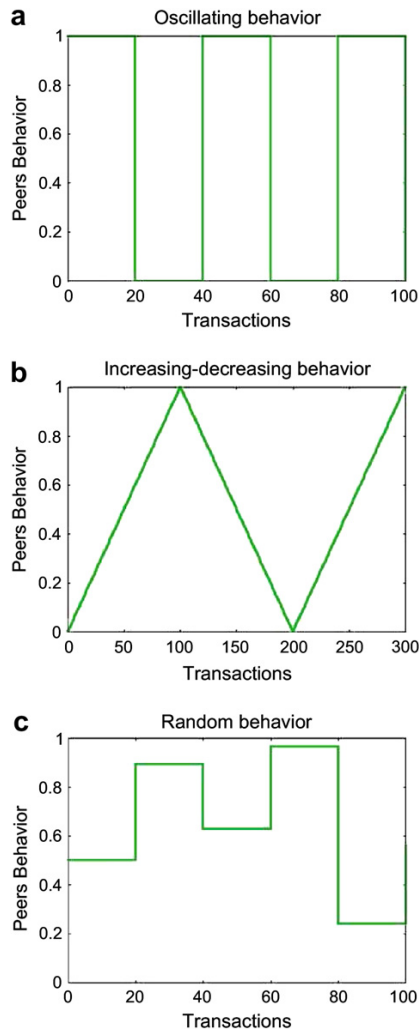 a
Oscillating behavior
1
0.8
0.6
0.4
0.2
0
Peers Behavior
0 20 40 60 80 100
Transactions
b
Increasing-decreasing behavior
1
0.8
0.6
0.4
0.2
0
Peers Behavior
0 50 100 150 200 250 300
Transactions
c
Random behavior
1
0.8
0.6
0.4
0.2
0
Peers Behavior
0 20 40 60 80 100
Transactions